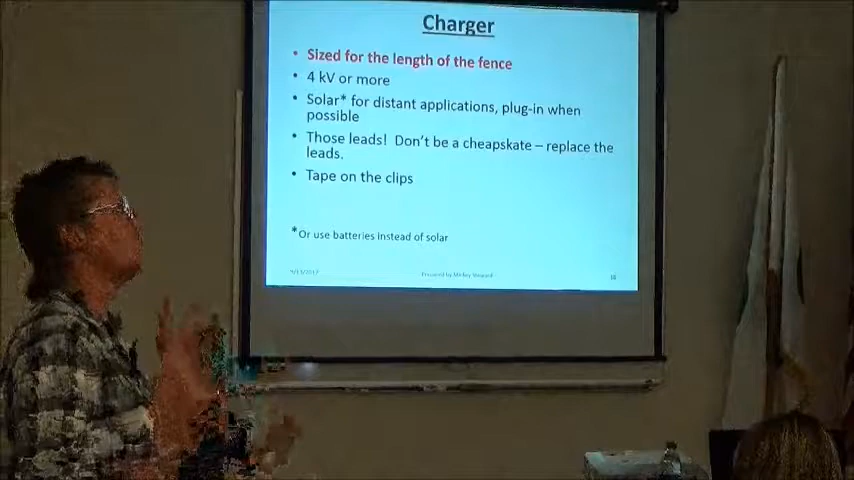 Charger
• Sized for the length of the fence
• 4 kV or more
• Solar* for distant applications, plug-in when
possible
• Those leads! Don't be a cheapskate – replace the
leads.
• Tape on the clips
*Or use batteries instead of solar
Prepared by